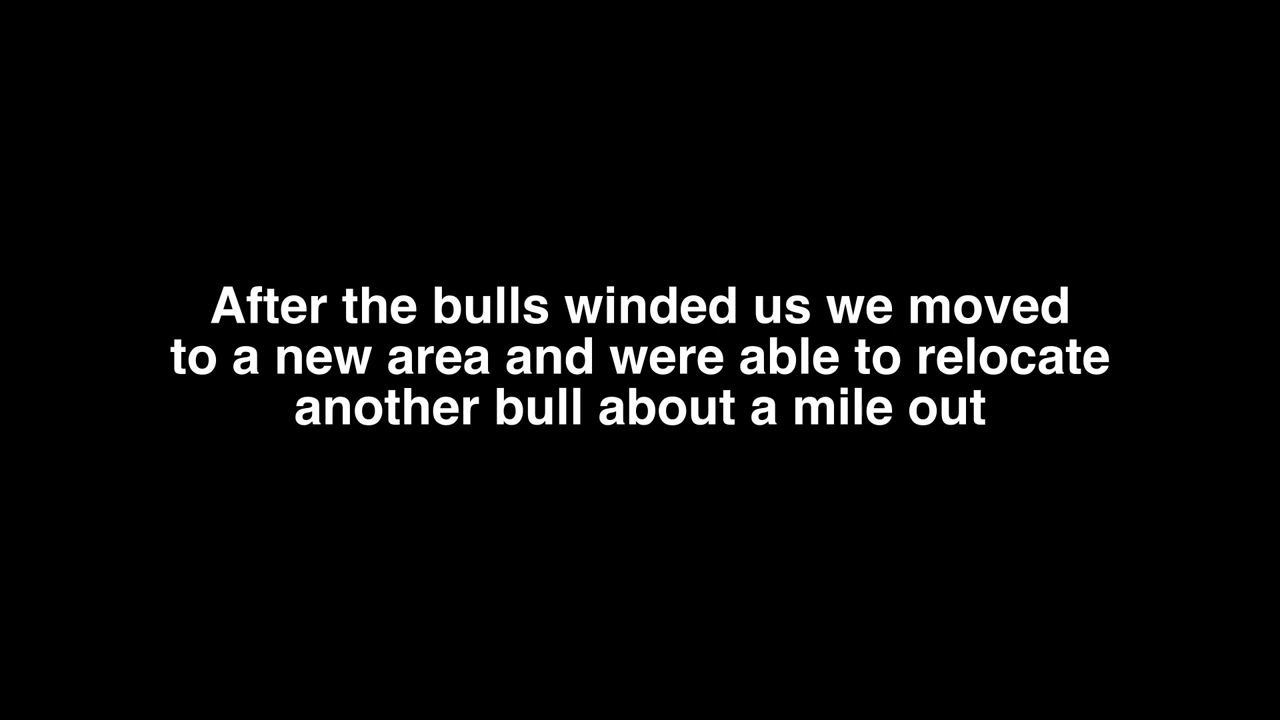 After the bulls winded us we moved
to a new area and were able to relocate
another bull about a mile out